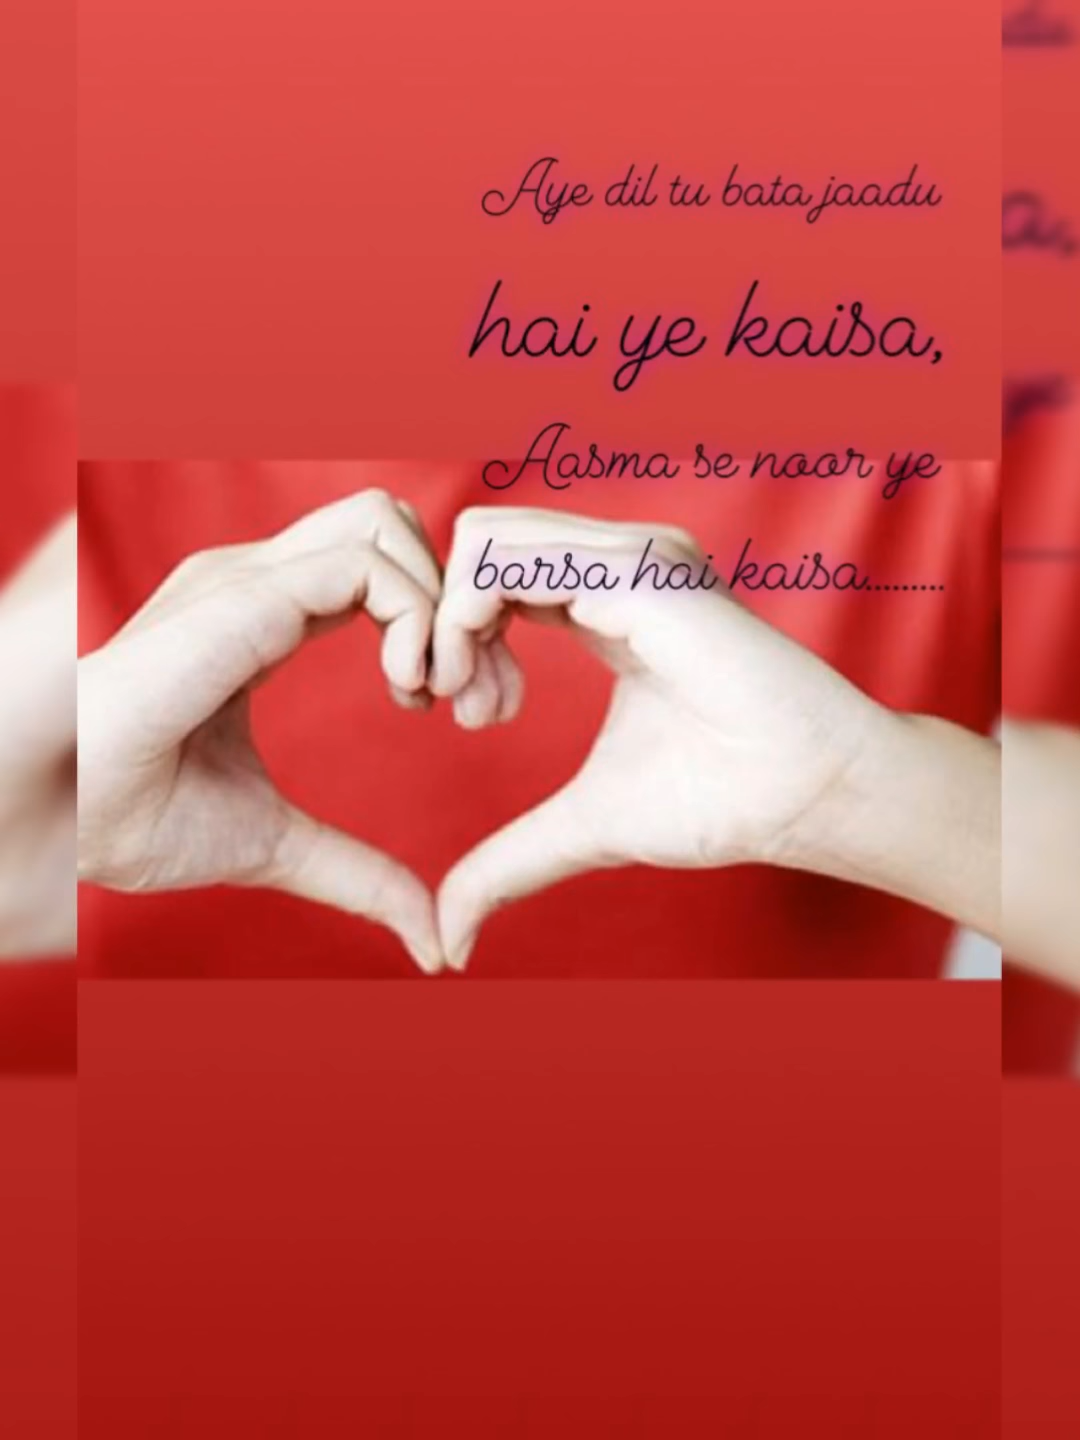 Aye dil tu bata jaadu
hai ye kaisa,
Aasma se noor ye
barsa hai kaisa.........